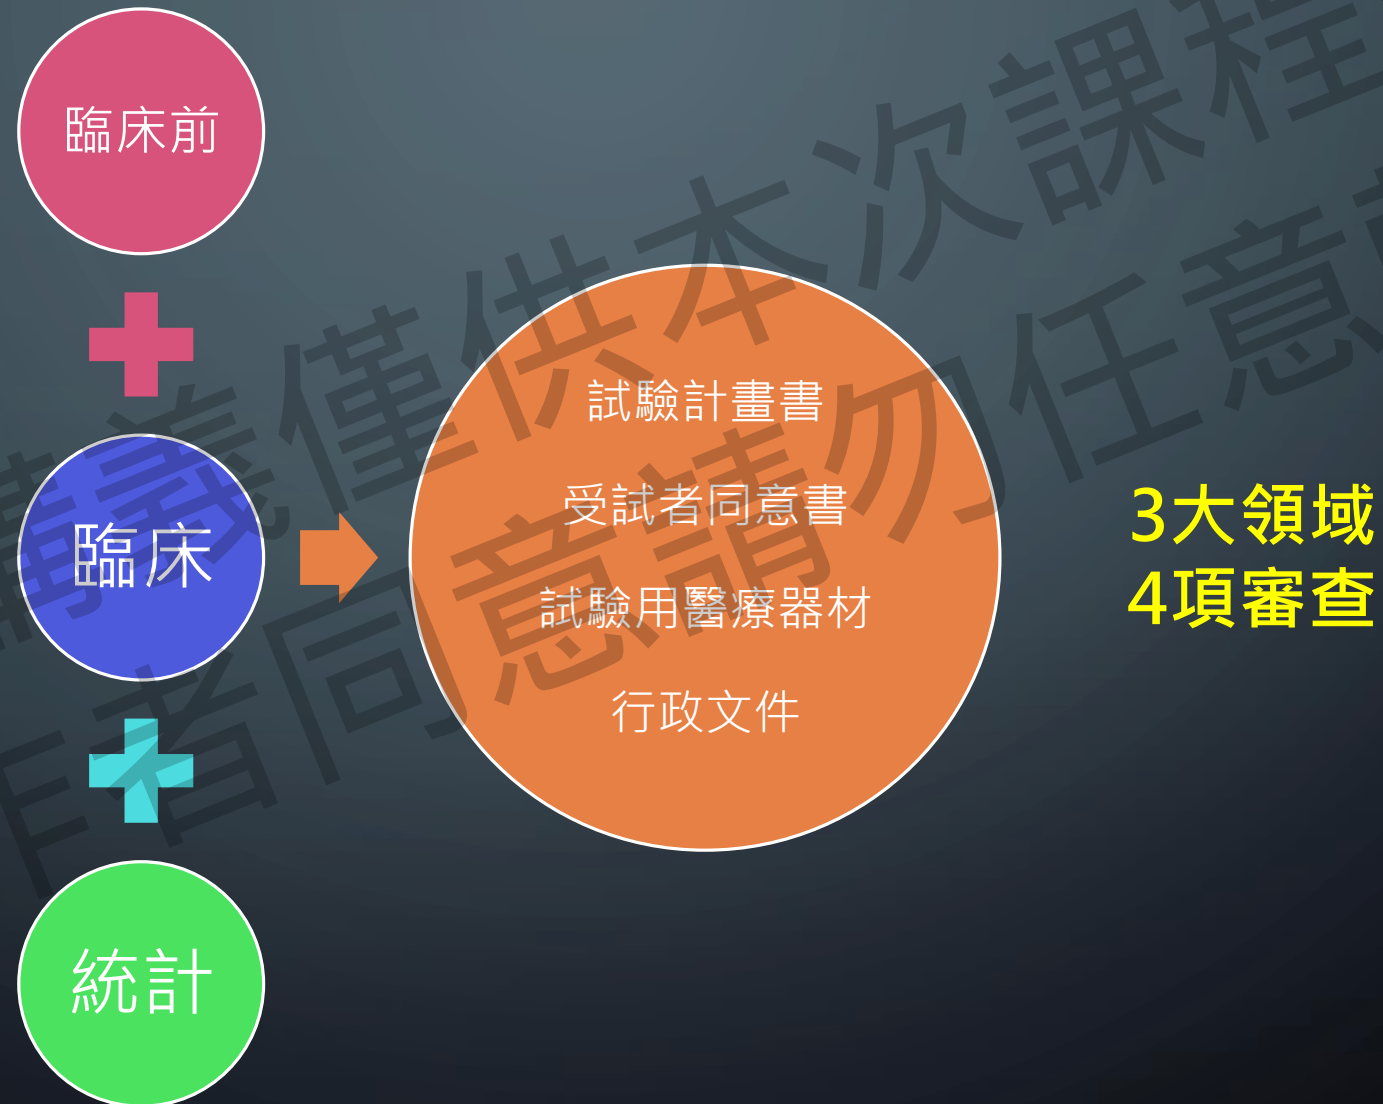 臨床前
臨床
統計
試驗計畫書
受試者同意書
試驗用醫療器材
行政文件
3大領域
4項審查
講義僅供本次課程
者同意請勿任意